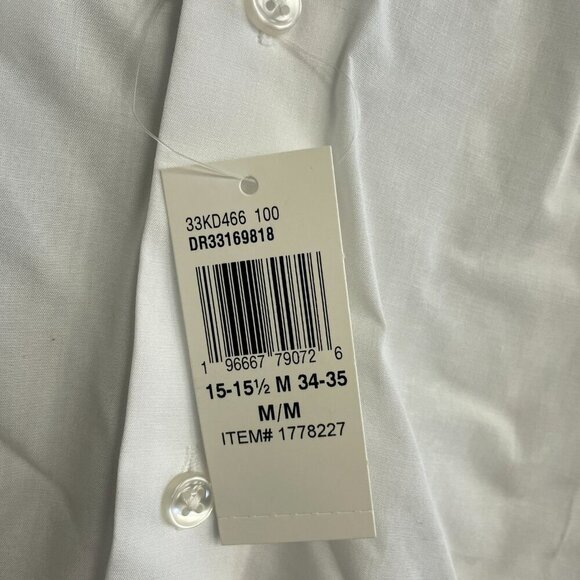 33KD466 100
DR33169818
1 96667 79072 6
15-15½ M 34-35
M/M
ITEM# 1778227